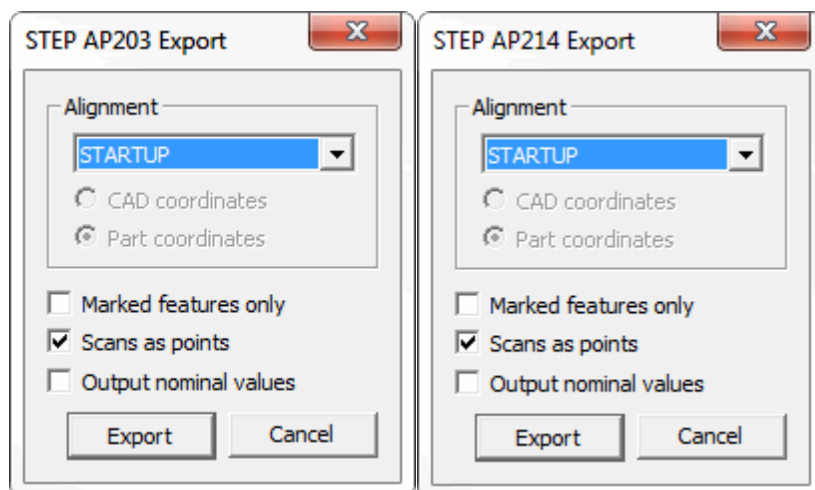 STEP AP203 Export
Alignment
STARTUP
CAD coordinates
Part coordinates
Marked features only
Scans as points
Output nominal values
Export Cancel
STEP AP214 Export
Alignment
STARTUP
CAD coordinates
Part coordinates
Marked features only
Scans as points
Output nominal values
Export Cancel